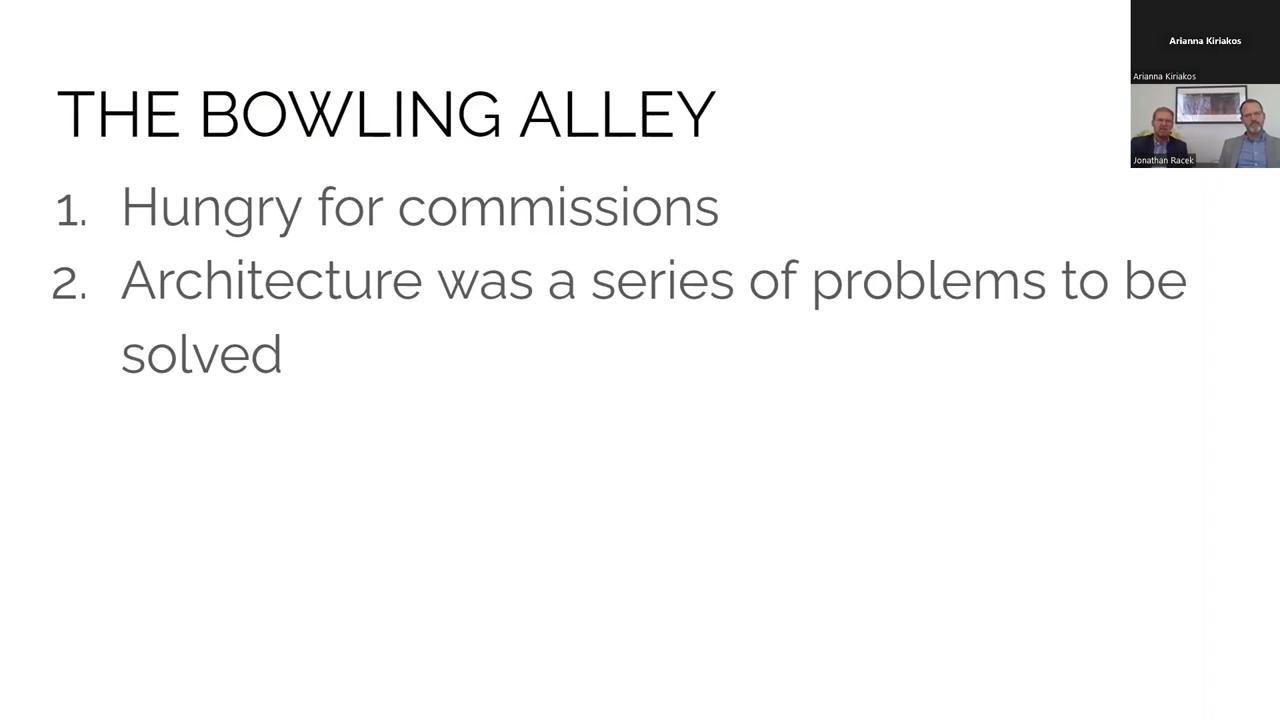 Arianna Kiriakos
Arianna Kiriakos
THE BOWLING ALLEY
Jonathan Racek
1. Hungry for commissions
2. Architecture was a series of problems to be
solved